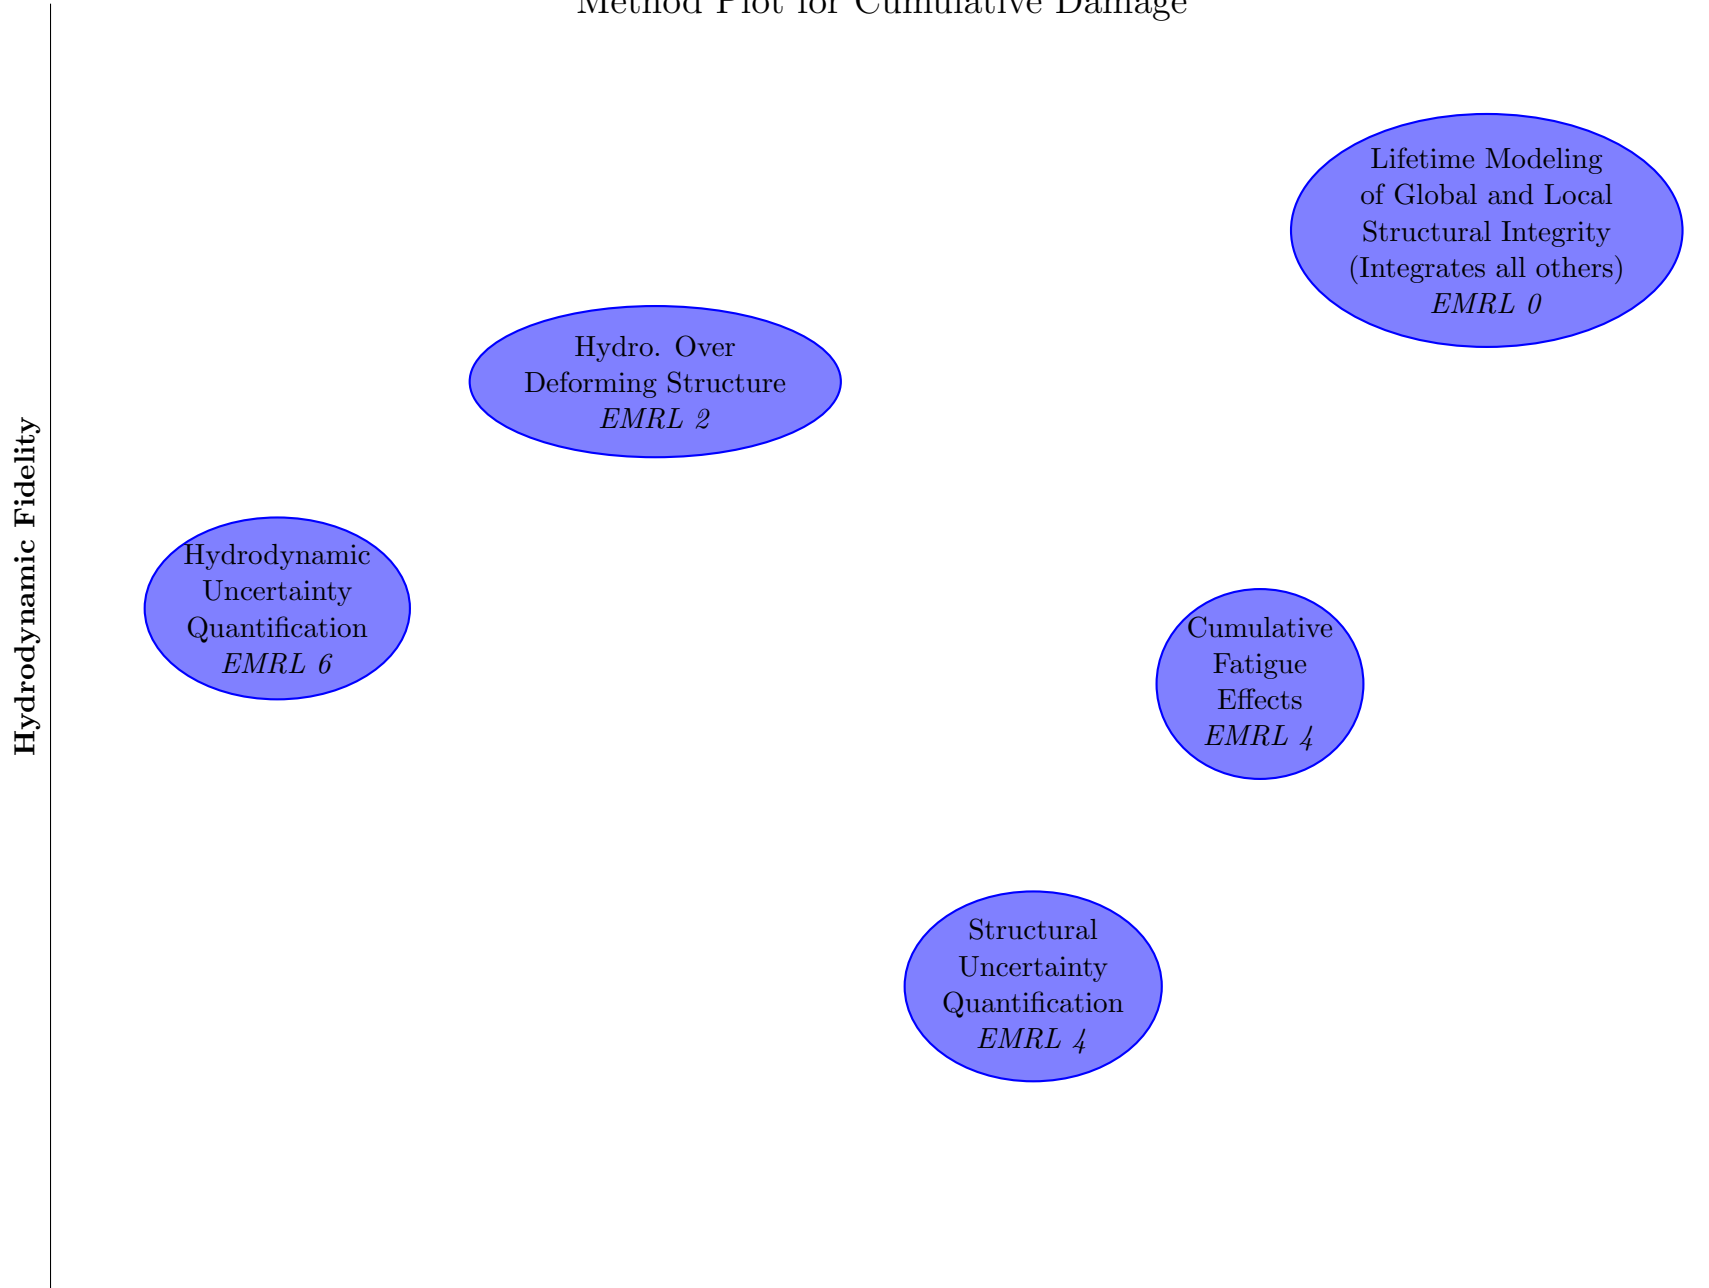 Method Plot for Cumulative Damage
Lifetime Modeling
of Global and Local
Structural Integrity
(Integrates all others)
EMRL 0
Hydro. Over
Deforming Structure
EMRL 2
Hydrodynamic Fidelity
Hydrodynamic
Uncertainty
Quantification
EMRL 6
Cumulative
Fatigue
Effects
EMRL 4
Structural
Uncertainty
Quantification
EMRL 4